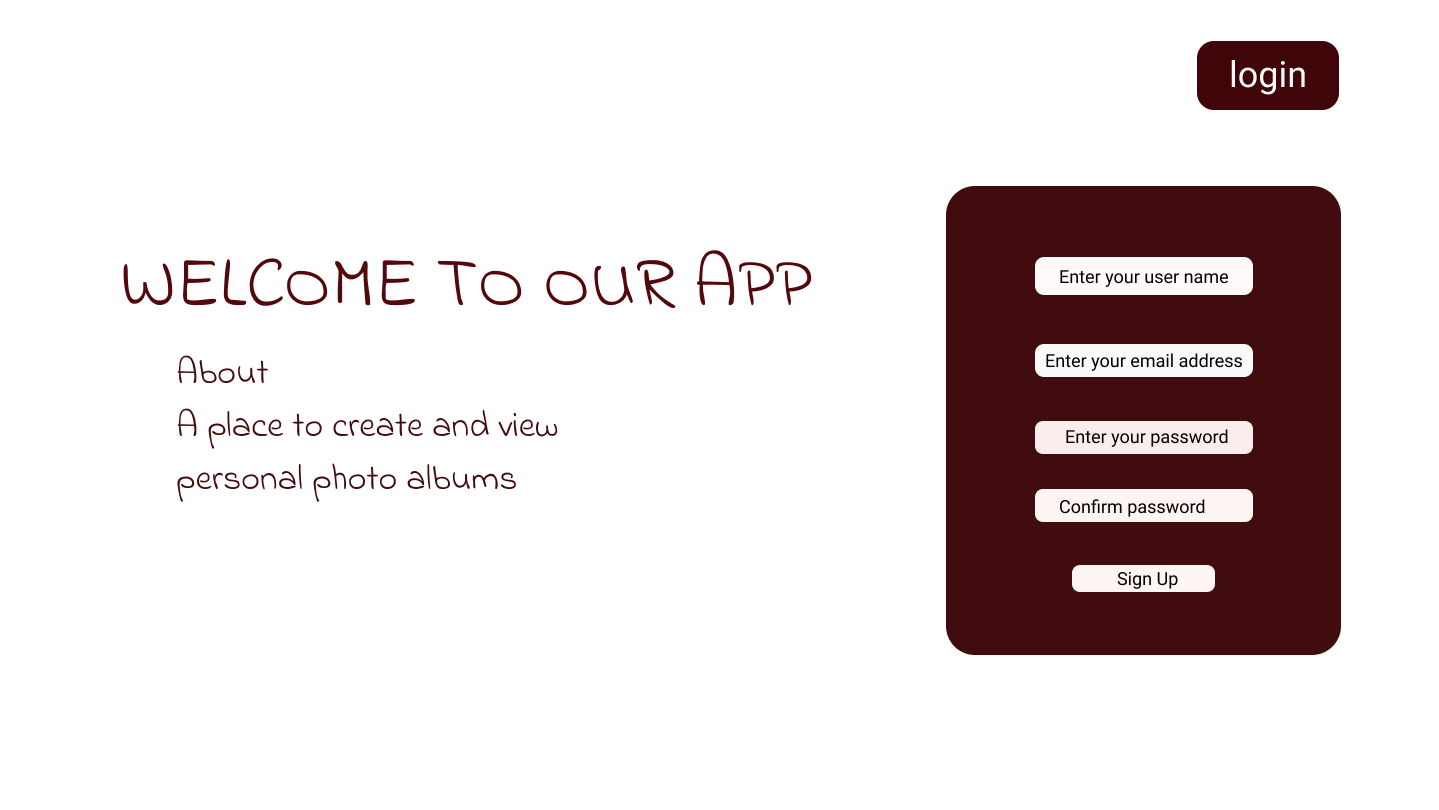 login
WELCOME TO OUR APP
About
A place to create and view
personal photo albums
Enter your user name
Enter your email address
Enter your password
Confirm password
Sign Up